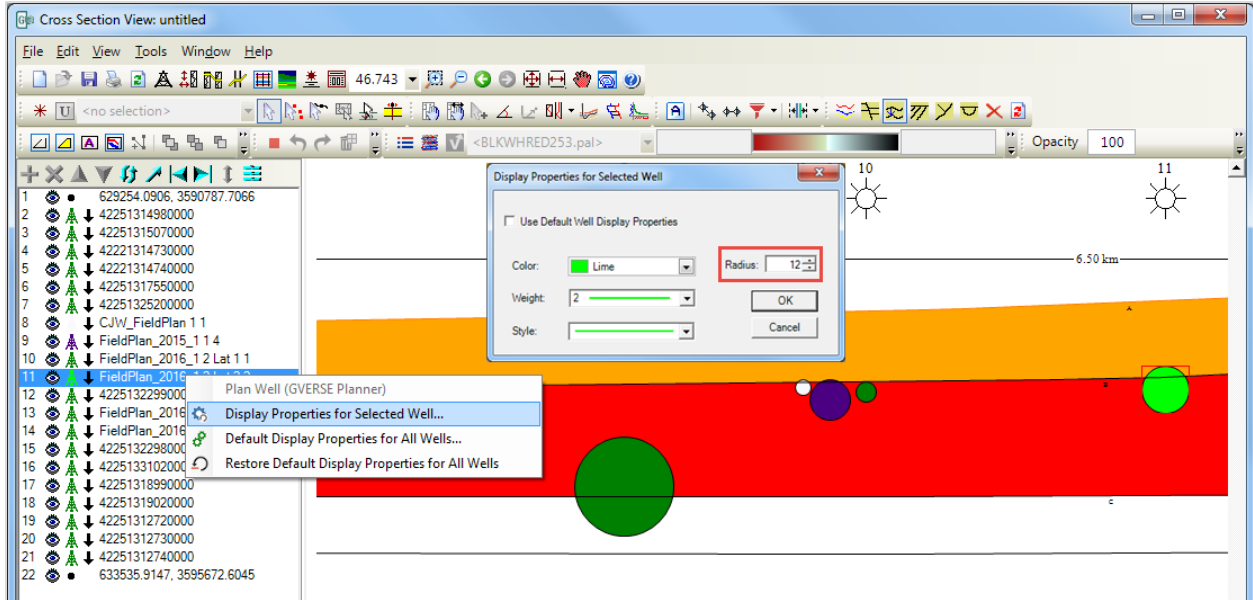 Cross Section View: untitled
File Edit View Tools Window Help
46.743
U <no selection>
A
A V <BLKWHRED253.pal> Opacity 100
1 629254.0906, 3590787.7066
2 42251314980000
3 42251315070000
4 42221314730000
5 42221314740000
6 42251317550000
7 42251325200000
8 CJW_FieldPlan 1 1
9 FieldPlan_2015_1 1 4
10 FieldPlan_2016_1 2 Lat 1 1
11 FieldPlan_2016
12 42251322990000
13 FieldPlan_2016
14 FieldPlan_2016
15 42251322980000
16 42251331020000
17 42251318990000
18 42251319020000
19 42251312720000
20 42251312730000
21 42251312740000
22 633535.9147, 3595672.6045
Plan Well (GVERSE Planner)
Display Properties for Selected Well...
Default Display Properties for All Wells...
Restore Default Display Properties for All Wells
Display Properties for Selected Well
Use Default Well Display Properties
Color: Lime Radius: 12
Weight: 2 OK
Style: Cancel
10 11
6.50 km
A
B
C